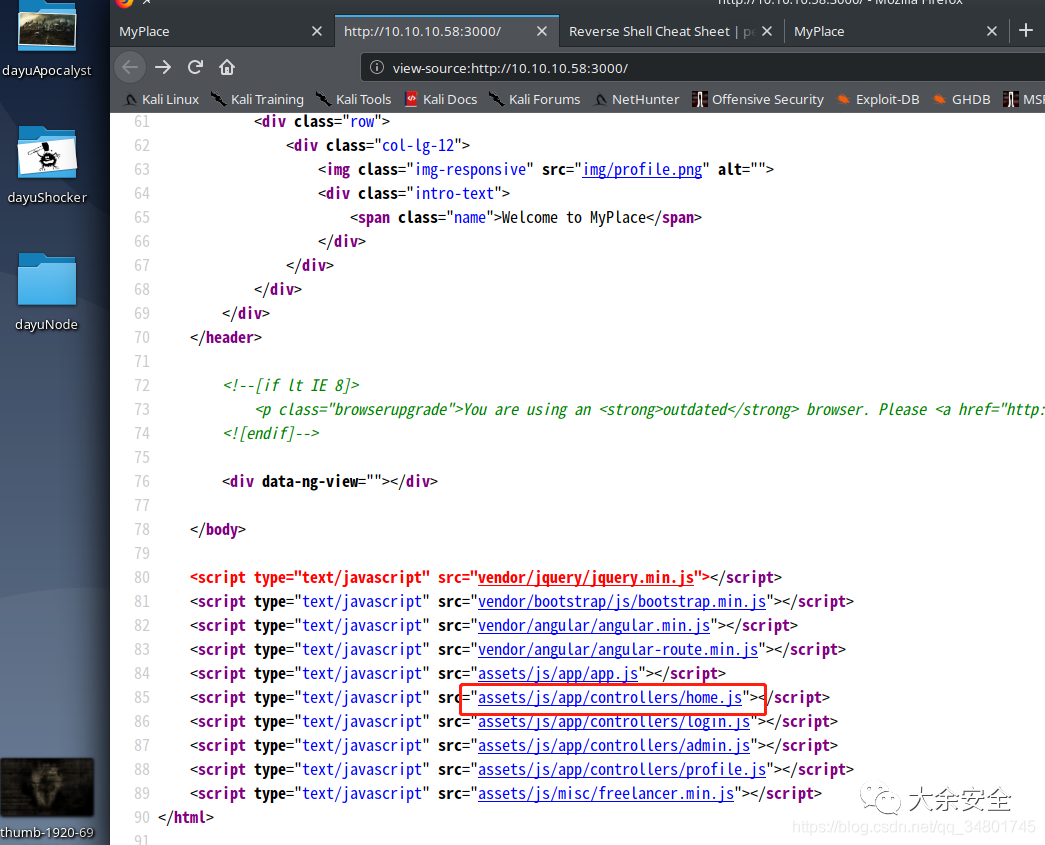 http://10.10.10.58:3000/ - Mozilla Firefox
MyPlace
http://10.10.10.58:3000/
Reverse Shell Cheat Sheet | pe
MyPlace
view-source:http://10.10.10.58:3000/
Kali Linux
Kali Training
Kali Tools
Kali Docs
Kali Forums
NetHunter
Offensive Security
Exploit-DB
GHDB
MSF
dayuApocalyst
dayuShocker
dayuNode
thumb-1920-69
61 <div class="row">
62 <div class="col-lg-12">
63 <img class="img-responsive" src="img/profile.png" alt="">
64 <div class="intro-text">
65 <span class="name">Welcome to MyPlace</span>
66 </div>
67 </div>
68 </div>
69 </div>
70 </header>
71
72 <!--[if lt IE 8]>
73 <p class="browserupgrade">You are using an <strong>outdated</strong> browser. Please <a href="http:
74 <![endif]-->
75
76 <div data-ng-view=""></div>
77
78 </body>
79
80 <script type="text/javascript" src="vendor/jquery/jquery.min.js"></script>
81 <script type="text/javascript" src="vendor/bootstrap/js/bootstrap.min.js"></script>
82 <script type="text/javascript" src="vendor/angular/angular.min.js"></script>
83 <script type="text/javascript" src="vendor/angular/angular-route.min.js"></script>
84 <script type="text/javascript" src="assets/js/app/app.js"></script>
85 <script type="text/javascript" src="assets/js/app/controllers/home.js"></script>
86 <script type="text/javascript" src="assets/js/app/controllers/login.js"></script>
87 <script type="text/javascript" src="assets/js/app/controllers/admin.js"></script>
88 <script type="text/javascript" src="assets/js/app/controllers/profile.js"></script>
89 <script type="text/javascript" src="assets/js/misc/freelancer.min.js"></script>
90 </html>
91
大余安全
https://blog.csdn.net/qq_34801745